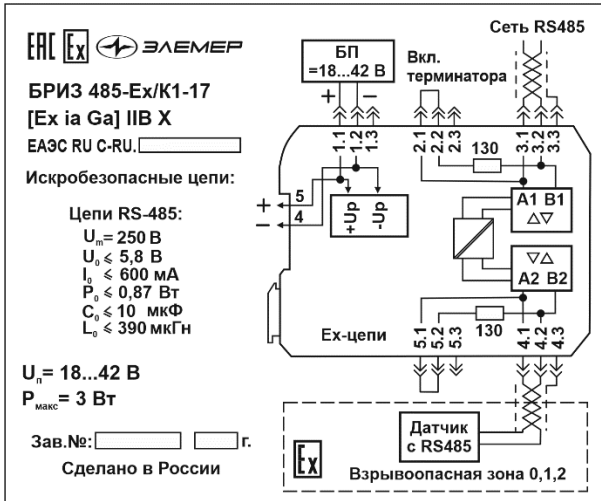 EAC Ex ЭЛЕМЕР
БРИЗ 485-Ex/К1-17
[Ex ia Ga] IIB X
ЕАЭС RU C-RU.
Искробезопасные цепи:
Цепи RS-485:
Um= 250 В
U0 ⩽ 5,8 В
I0 ⩽ 600 мА
P0 ⩽ 0,87 Вт
C0 ⩽ 10 мкФ
L0 ⩽ 390 мкГн
Uп= 18...42 В
Pмакс= 3 Вт
Зав.№: г.
Сделано в России
БП
=18...42 В
+ −
Вкл.
терминатора
Сеть RS485
1.1 1.2 1.3 2.1 2.2 2.3 3.1 3.2 3.3
130
+ 5
− 4
+Up -Up
A1 B1
△▽
▽△
A2 B2
130
Ex-цепи
5.1 5.2 5.3 4.1 4.2 4.3
Датчик
с RS485
Ex
Взрывоопасная зона 0,1,2